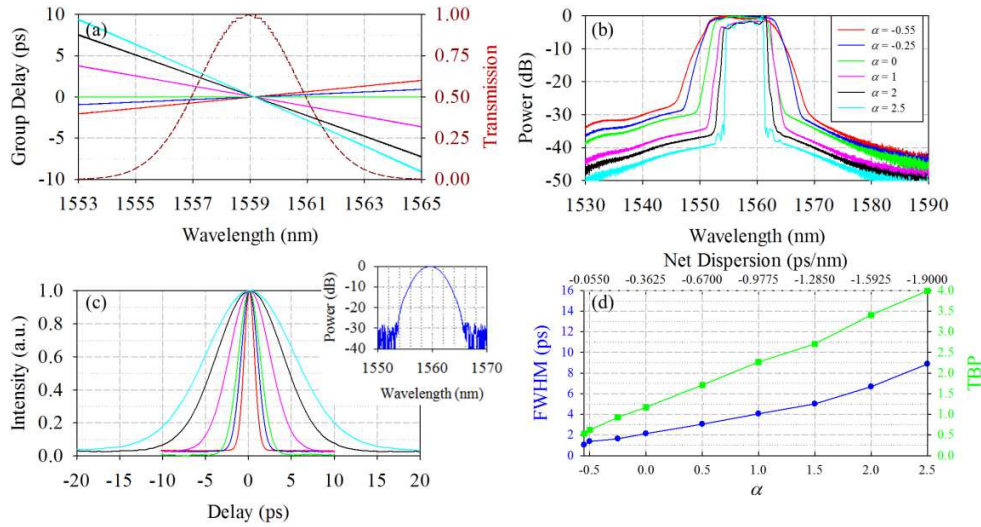 (a)
Group Delay (ps)
10
5
0
-5
-10
1.00
0.75
0.50
0.25
0.00
Transmission
1553 1555 1557 1559 1561 1563 1565
Wavelength (nm)
(b)
Power (dB)
0
-10
-20
-30
-40
-50
1530 1540 1550 1560 1570 1580 1590
Wavelength (nm)
α = -0.55
α = -0.25
α = 0
α = 1
α = 2
α = 2.5
(c)
Intensity (a.u.)
1.0
0.8
0.6
0.4
0.2
0.0
-20 -15 -10 -5 0 5 10 15 20
Delay (ps)
Power (dB)
0
-10
-20
-30
-40
1550 1560 1570
Wavelength (nm)
Net Dispersion (ps/nm)
-0.0550 -0.3625 -0.6700 -0.9775 -1.2850 -1.5925 -1.9000
(d)
FWHM (ps)
16
14
12
10
8
6
4
2
0
4.0
3.5
3.0
2.5
2.0
1.5
1.0
0.5
0.0
TBP
-0.5 0.0 0.5 1.0 1.5 2.0 2.5
α